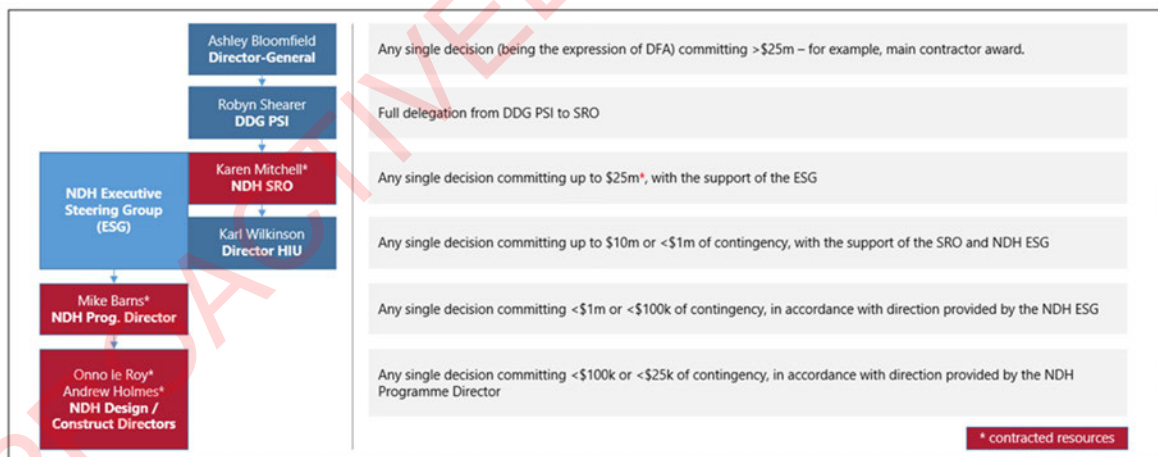 Ashley Bloomfield
Director-General
Any single decision (being the expression of DFA) committing >$25m – for example, main contractor award.
Robyn Shearer
DDG PSI
Full delegation from DDG PSI to SRO
NDH Executive
Steering Group
(ESG)
Karen Mitchell*
NDH SRO
Any single decision committing up to $25m*, with the support of the ESG
Karl Wilkinson
Director HIU
Any single decision committing up to $10m or <$1m of contingency, with the support of the SRO and NDH ESG
Mike Barns*
NDH Prog. Director
Any single decision committing <$1m or <$100k of contingency, in accordance with direction provided by the NDH ESG
Onno le Roy*
Andrew Holmes*
NDH Design /
Construct Directors
Any single decision committing <$100k or <$25k of contingency, in accordance with direction provided by the NDH
Programme Director
* contracted resources